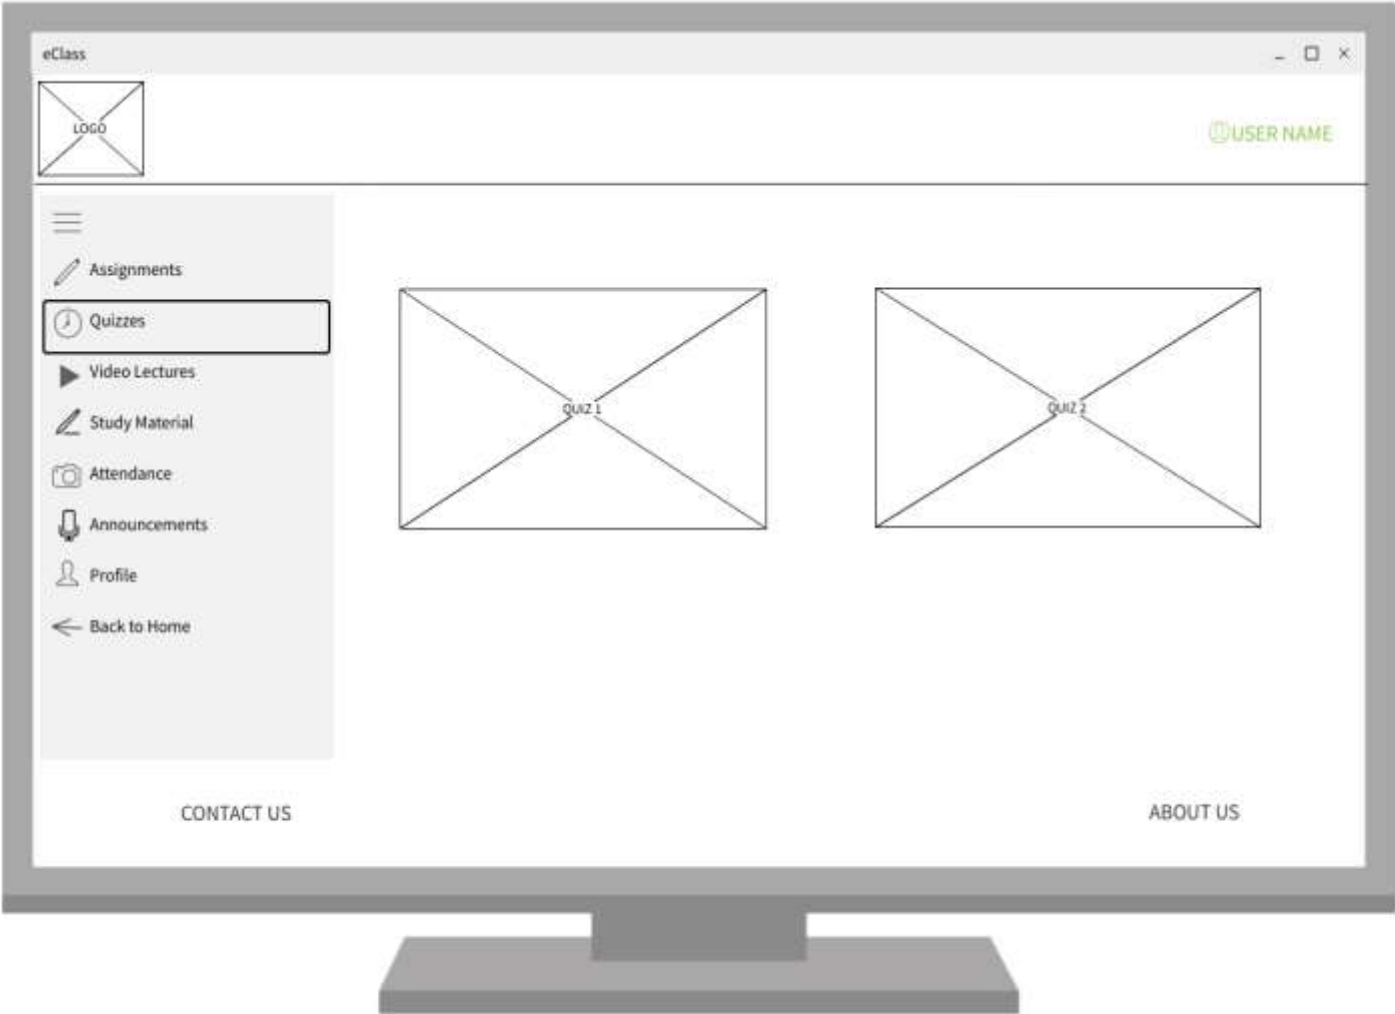 eClass
LOGO
USER NAME
Assignments
Quizzes
Video Lectures
Study Material
Attendance
Announcements
Profile
Back to Home
QUIZ 1
QUIZ 2
CONTACT US
ABOUT US